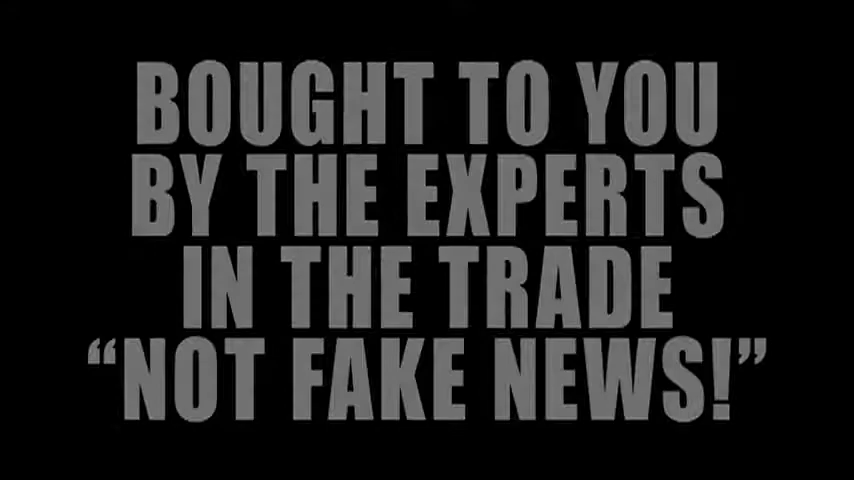 BOUGHT TO YOU
BY THE EXPERTS
IN THE TRADE
“NOT FAKE NEWS!”